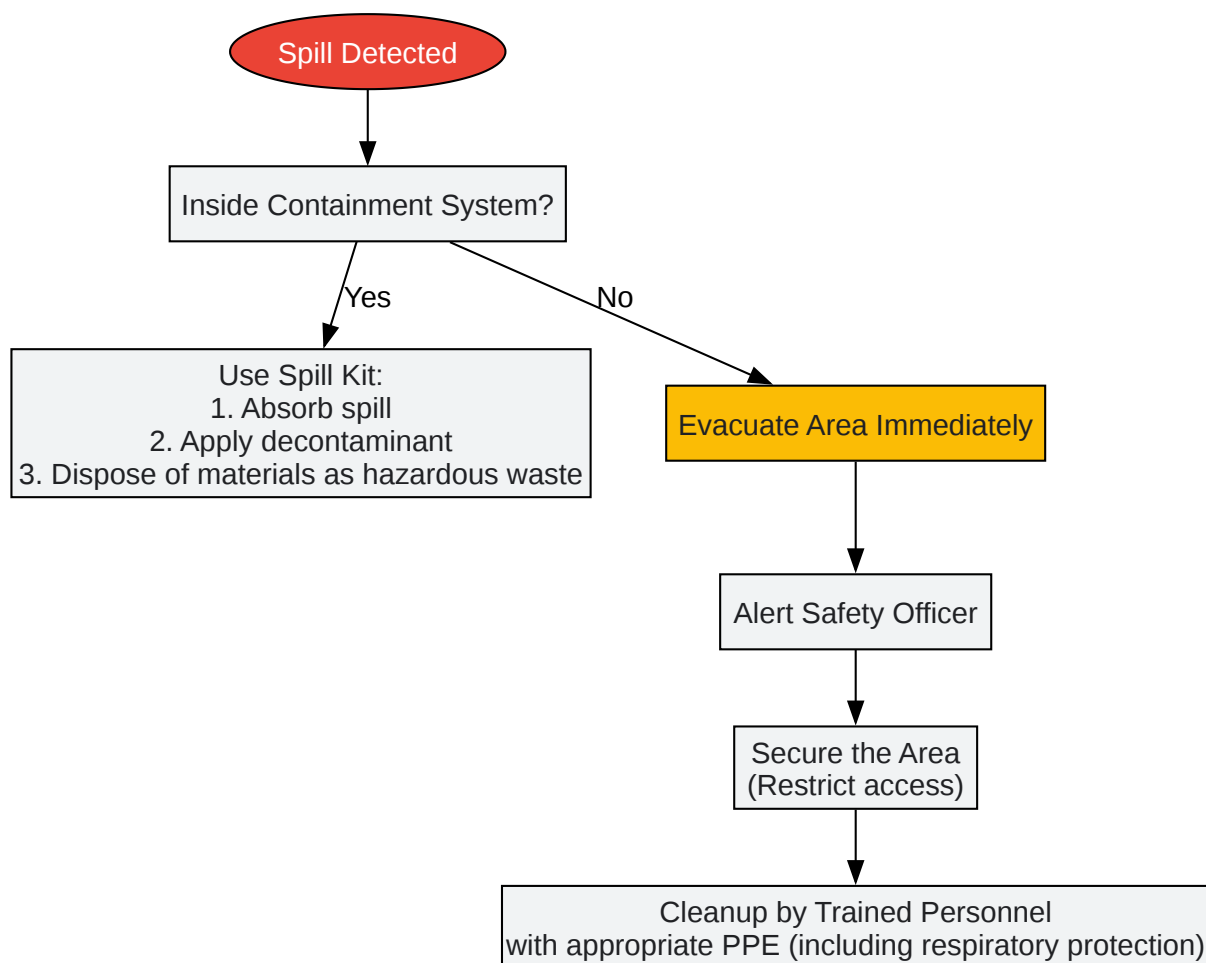 Spill Detected
Inside Containment System?
Yes
No
Use Spill Kit:
1. Absorb spill
2. Apply decontaminant
3. Dispose of materials as hazardous waste
Evacuate Area Immediately
Alert Safety Officer
Secure the Area
(Restrict access)
Cleanup by Trained Personnel
with appropriate PPE (including respiratory protection)